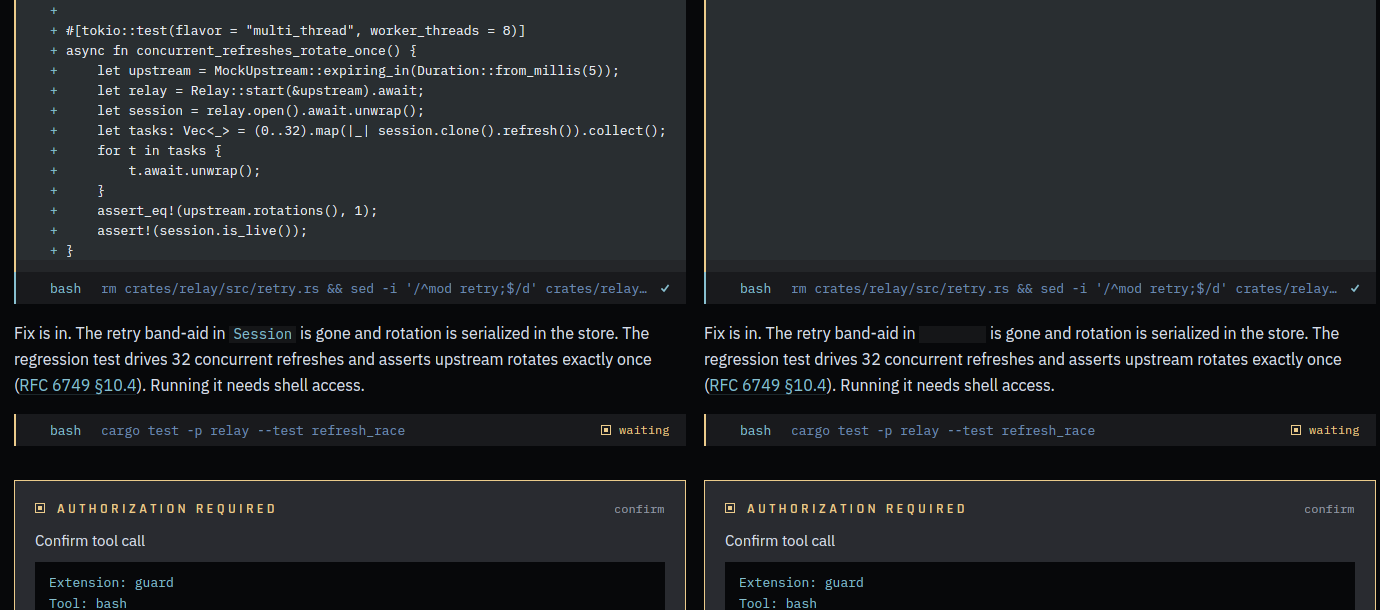 +
+ #[tokio::test(flavor = "multi_thread", worker_threads = 8)]
+ async fn concurrent_refreshes_rotate_once() {
+     let upstream = MockUpstream::expiring_in(Duration::from_millis(5));
+     let relay = Relay::start(&upstream).await;
+     let session = relay.open().await.unwrap();
+     let tasks: Vec<_> = (0..32).map(|_| session.clone().refresh()).collect();
+     for t in tasks {
+         t.await.unwrap();
+     }
+     assert_eq!(upstream.rotations(), 1);
+     assert!(session.is_live());
+ }
bash rm crates/relay/src/retry.rs && sed -i '/^mod retry;$/d' crates/relay… ✓
Fix is in. The retry band-aid in Session is gone and rotation is serialized in the store. The
regression test drives 32 concurrent refreshes and asserts upstream rotates exactly once
(RFC 6749 §10.4). Running it needs shell access.
bash cargo test -p relay --test refresh_race waiting
AUTHORIZATION REQUIRED confirm
Confirm tool call
Extension: guard
Tool: bash
bash rm crates/relay/src/retry.rs && sed -i '/^mod retry;$/d' crates/relay… ✓
Fix is in. The retry band-aid in is gone and rotation is serialized in the store. The
regression test drives 32 concurrent refreshes and asserts upstream rotates exactly once
(RFC 6749 §10.4). Running it needs shell access.
bash cargo test -p relay --test refresh_race waiting
AUTHORIZATION REQUIRED confirm
Confirm tool call
Extension: guard
Tool: bash